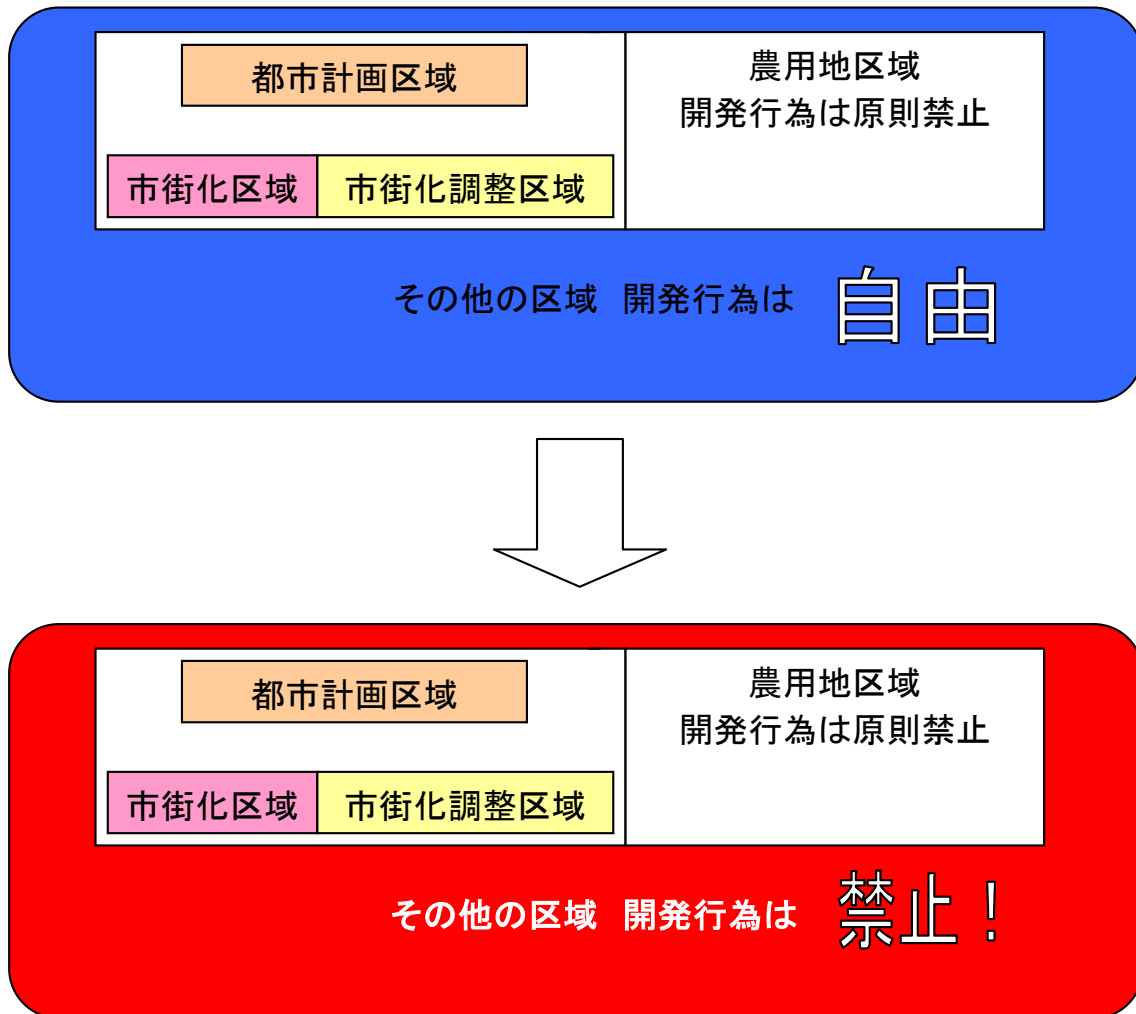 都市計画区域
農用地区域
開発行為は原則禁止
市街化区域
市街化調整区域
その他の区域 開発行為は 自由
都市計画区域
農用地区域
開発行為は原則禁止
市街化区域
市街化調整区域
その他の区域 開発行為は 禁止！